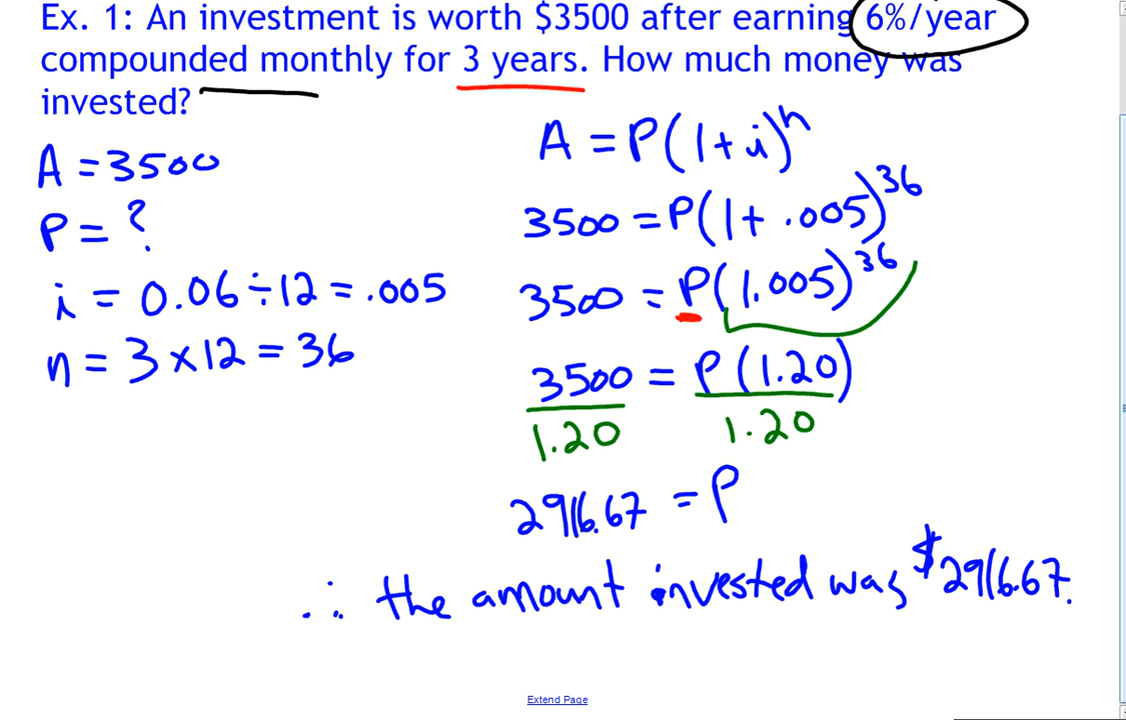 Ex. 1: An investment is worth $3500 after earning 6%/year
compounded monthly for 3 years. How much money was
invested?
A = 3500
P = ?
i = 0.06 ÷ 12 = .005
n = 3 × 12 = 36
A = P(1 + i)^n
3500 = P(1 + .005)^36
3500 = P(1.005)^36
3500 = P(1.20)
1.20 1.20
2916.67 = P
∴ the amount invested was $2916.67.
Extend Page